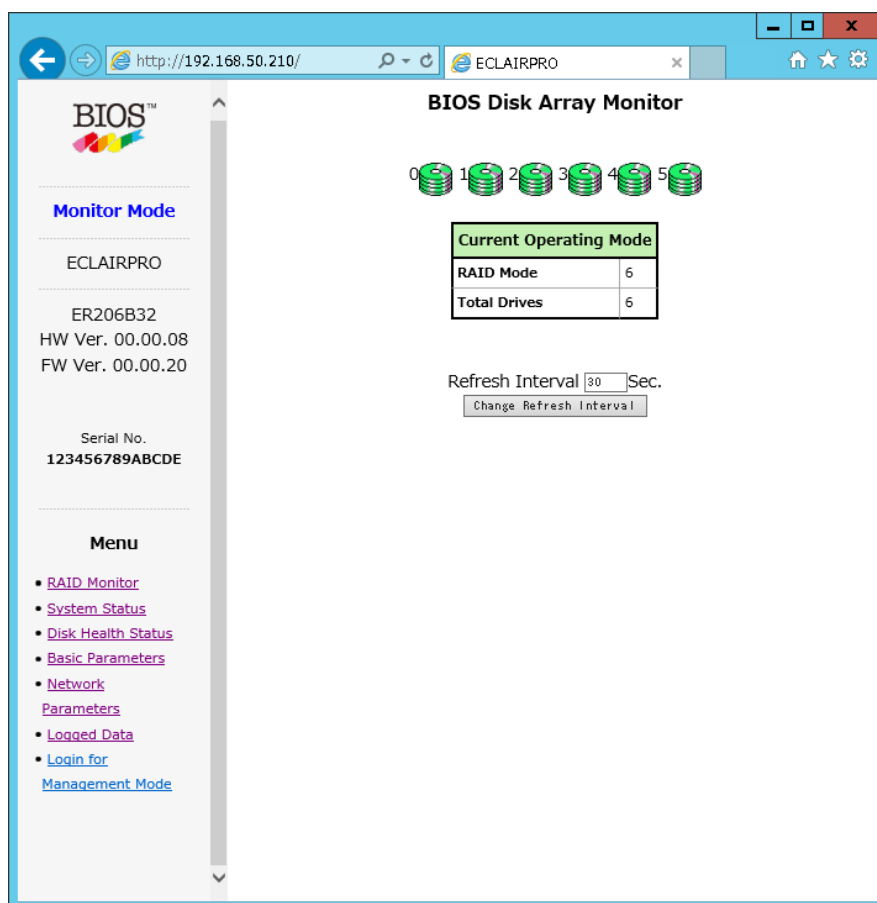 http://192.168.50.210/
ECLAIRPRO
BIOS™
Monitor Mode
ECLAIRPRO
ER206B32
HW Ver. 00.00.08
FW Ver. 00.00.20
Serial No.
123456789ABCDE
Menu
• RAID Monitor
• System Status
• Disk Health Status
• Basic Parameters
• Network
Parameters
• Logged Data
• Login for
Management Mode
BIOS Disk Array Monitor
0 1 2 3 4 5
Current Operating Mode
RAID Mode 6
Total Drives 6
Refresh Interval 30 Sec.
Change Refresh Interval